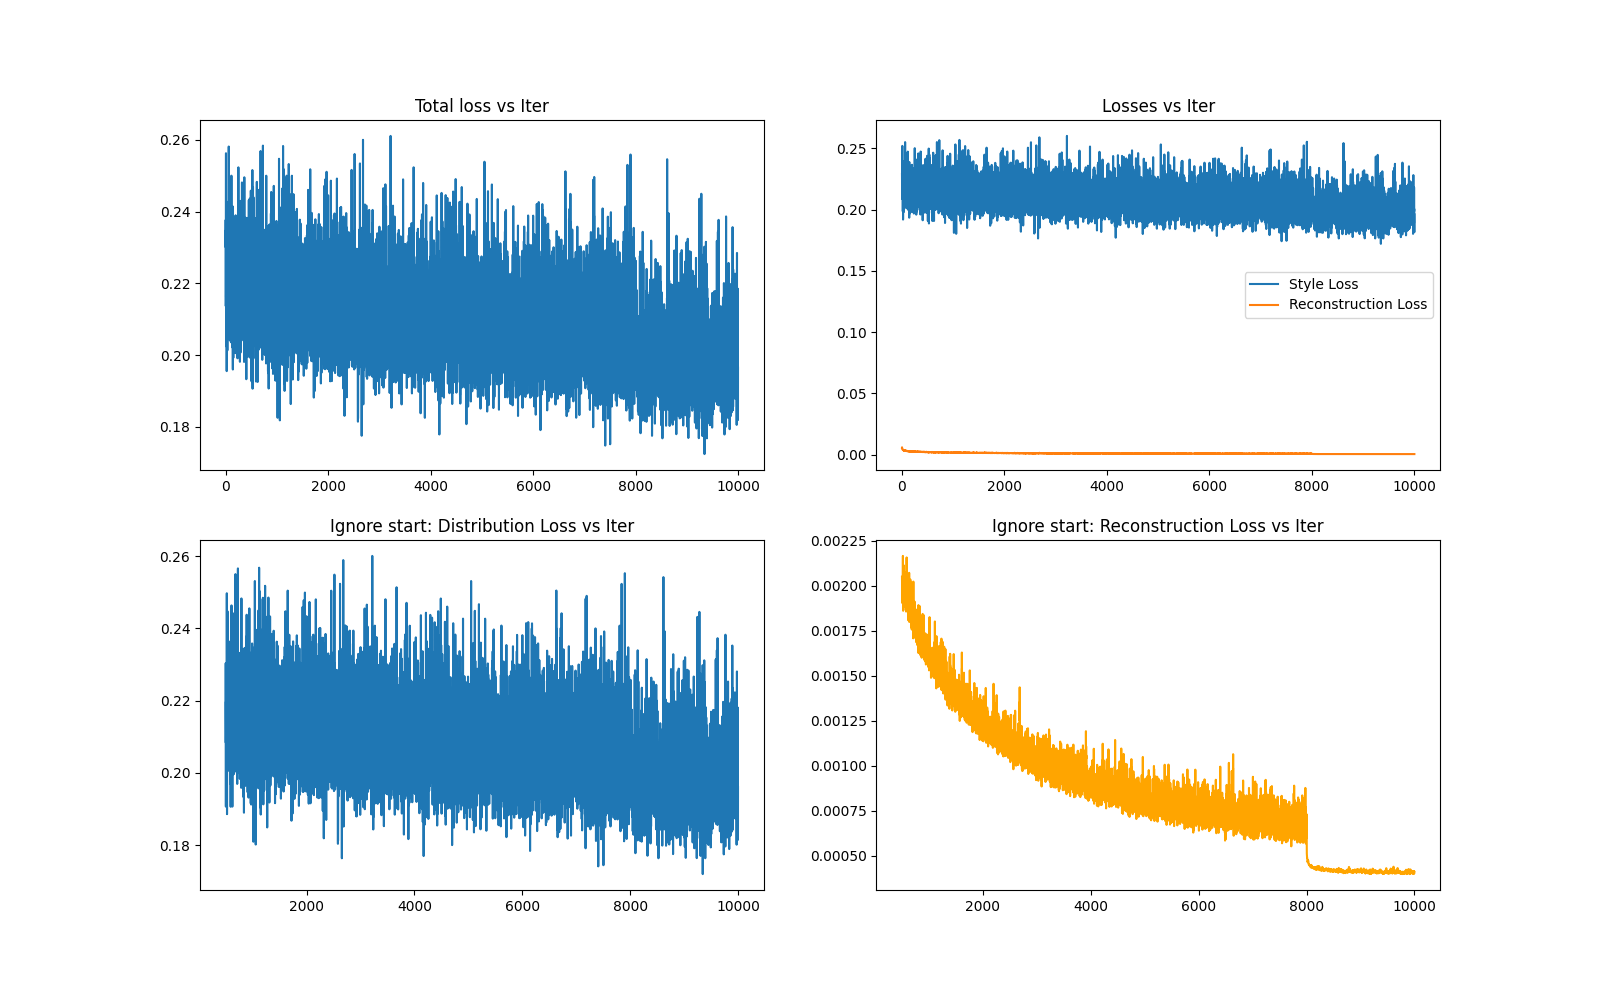 Total loss vs Iter
0.26
0.24
0.22
0.20
0.18
0 2000 4000 6000 8000 10000
Losses vs Iter
0.25
0.20
0.15
0.10
0.05
0.00
Style Loss
Reconstruction Loss
0 2000 4000 6000 8000 10000
Ignore start: Distribution Loss vs Iter
0.26
0.24
0.22
0.20
0.18
2000 4000 6000 8000 10000
Ignore start: Reconstruction Loss vs Iter
0.00225
0.00200
0.00175
0.00150
0.00125
0.00100
0.00075
0.00050
2000 4000 6000 8000 10000